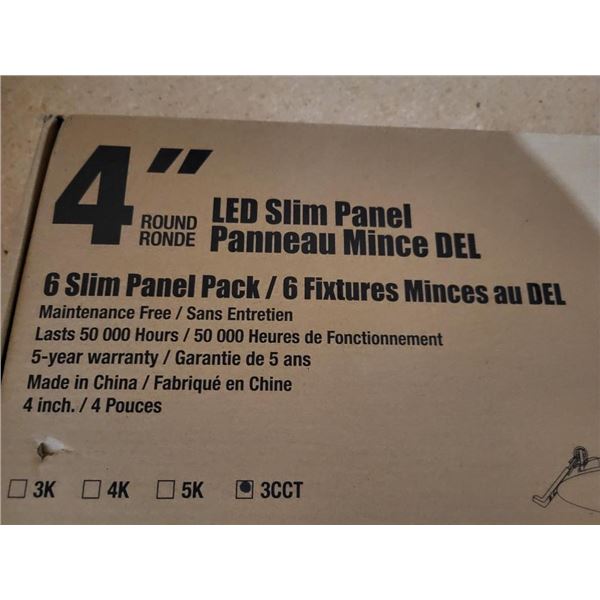 4"
ROUND
RONDE
LED Slim Panel
Panneau Mince DEL
6 Slim Panel Pack / 6 Fixtures Minces au DEL
Maintenance Free / Sans Entretien
Lasts 50 000 Hours / 50 000 Heures de Fonctionnement
5-year warranty / Garantie de 5 ans
Made in China / Fabriqué en Chine
4 inch. / 4 Pouces
3K 4K 5K 3CCT